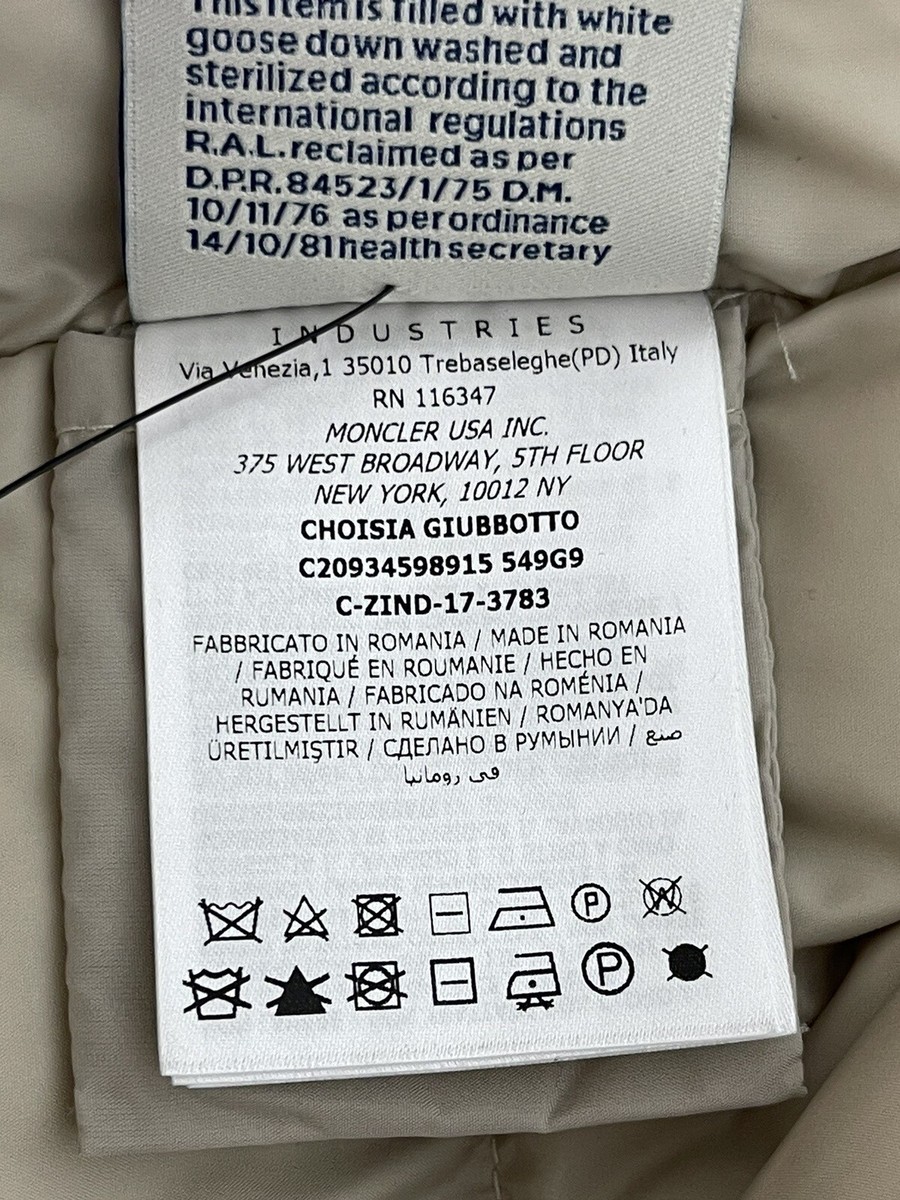 This item is filled with white
goose down washed and
sterilized according to the
international regulations
R.A.L. reclaimed as per
D.P.R. 84523/1/75 D.M.
10/11/76 as per ordinance
14/10/81 health secretary
INDUSTRIES
Via Venezia,1 35010 Trebaseleghe(PD) Italy
RN 116347
MONCLER USA INC.
375 WEST BROADWAY, 5TH FLOOR
NEW YORK, 10012 NY
CHOISIA GIUBBOTTO
C20934598915 549G9
C-ZIND-17-3783
FABBRICATO IN ROMANIA / MADE IN ROMANIA
/ FABRIQUÉ EN ROUMANIE / HECHO EN
RUMANIA / FABRICADO NA ROMÉNIA /
HERGESTELLT IN RUMÄNIEN / ROMANYA'DA
ÜRETILMIŞTIR / СДЕЛАНО В РУМЫНИИ / صنع
فى رومانيا
P W
P